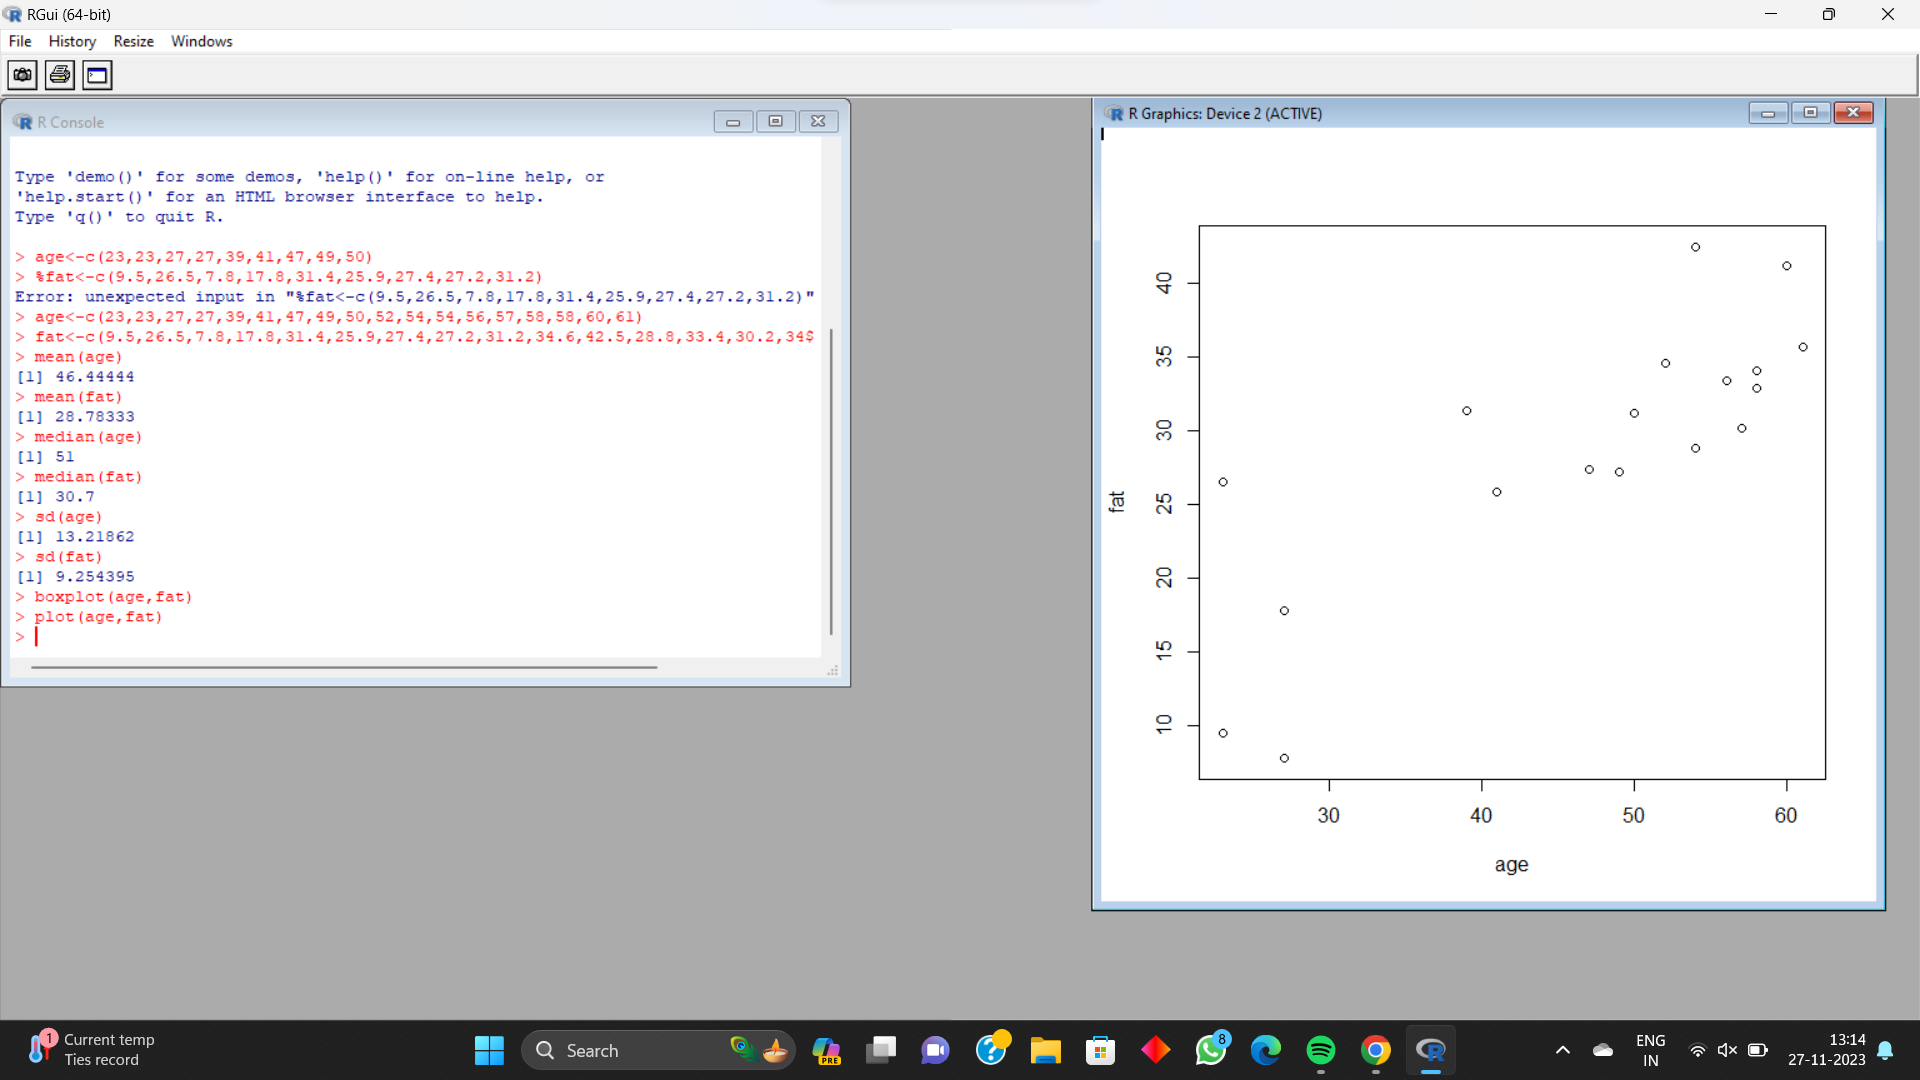 RGui (64-bit)
File History Resize Windows
R Console
Type 'demo()' for some demos, 'help()' for on-line help, or
'help.start()' for an HTML browser interface to help.
Type 'q()' to quit R.
> age<-c(23,23,27,27,39,41,47,49,50)
> %fat<-c(9.5,26.5,7.8,17.8,31.4,25.9,27.4,27.2,31.2)
Error: unexpected input in "%fat<-c(9.5,26.5,7.8,17.8,31.4,25.9,27.4,27.2,31.2)"
> age<-c(23,23,27,27,39,41,47,49,50,52,54,54,56,57,58,58,60,61)
> fat<-c(9.5,26.5,7.8,17.8,31.4,25.9,27.4,27.2,31.2,34.6,42.5,28.8,33.4,30.2,34$
> mean(age)
[1] 46.44444
> mean(fat)
[1] 28.78333
> median(age)
[1] 51
> median(fat)
[1] 30.7
> sd(age)
[1] 13.21862
> sd(fat)
[1] 9.254395
> boxplot(age,fat)
> plot(age,fat)
>
R Graphics: Device 2 (ACTIVE)
40
35
30
25
20
15
10
fat
30 40 50 60
age
1
Current temp
Ties record
Search
PRE
8
ENG
IN
13:14
27-11-2023